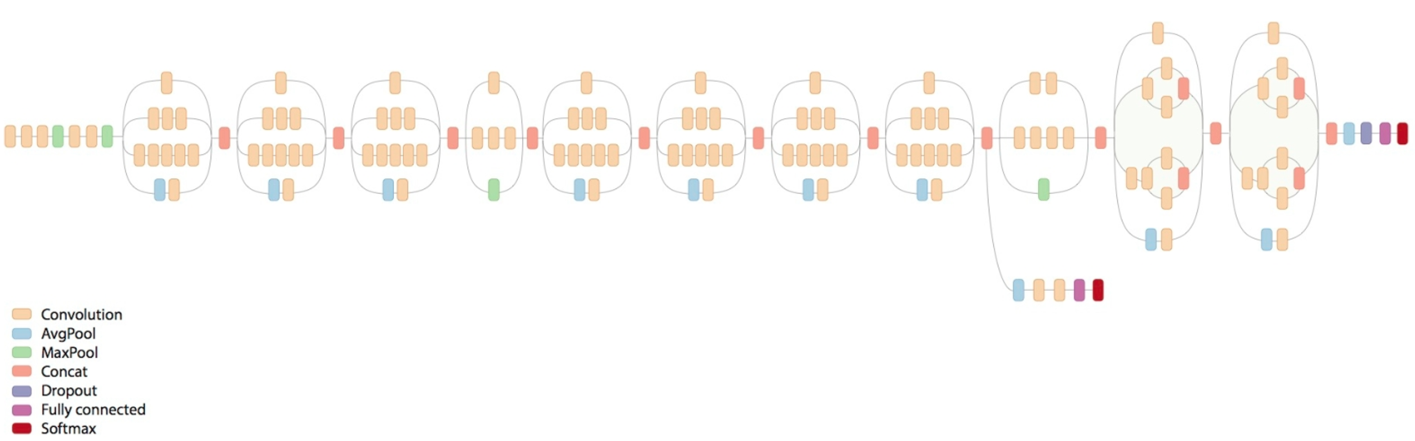 Convolution
AvgPool
MaxPool
Concat
Dropout
Fully connected
Softmax